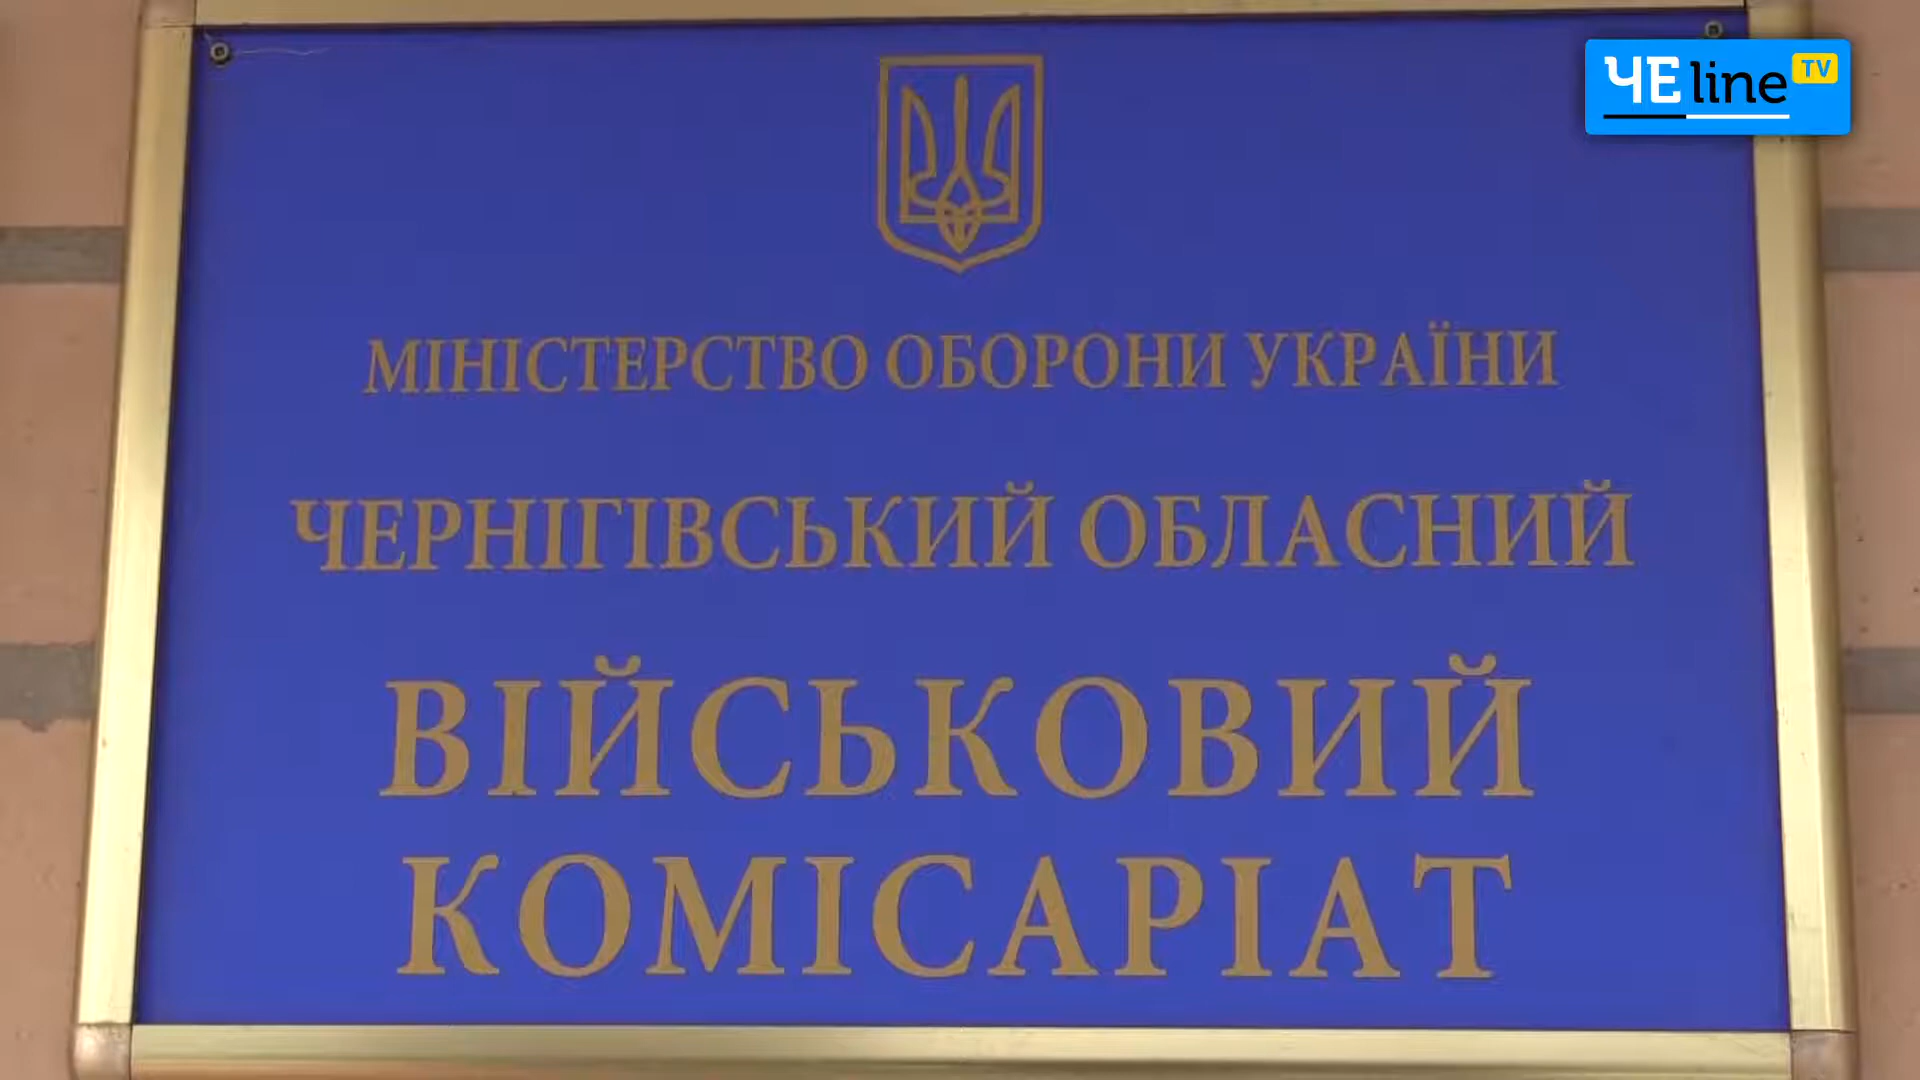 ЧЕline TV
МІНІСТЕРСТВО ОБОРОНИ УКРАЇНИ
ЧЕРНІГІВСЬКИЙ ОБЛАСНИЙ
ВІЙСЬКОВИЙ
КОМІСАРІАТ